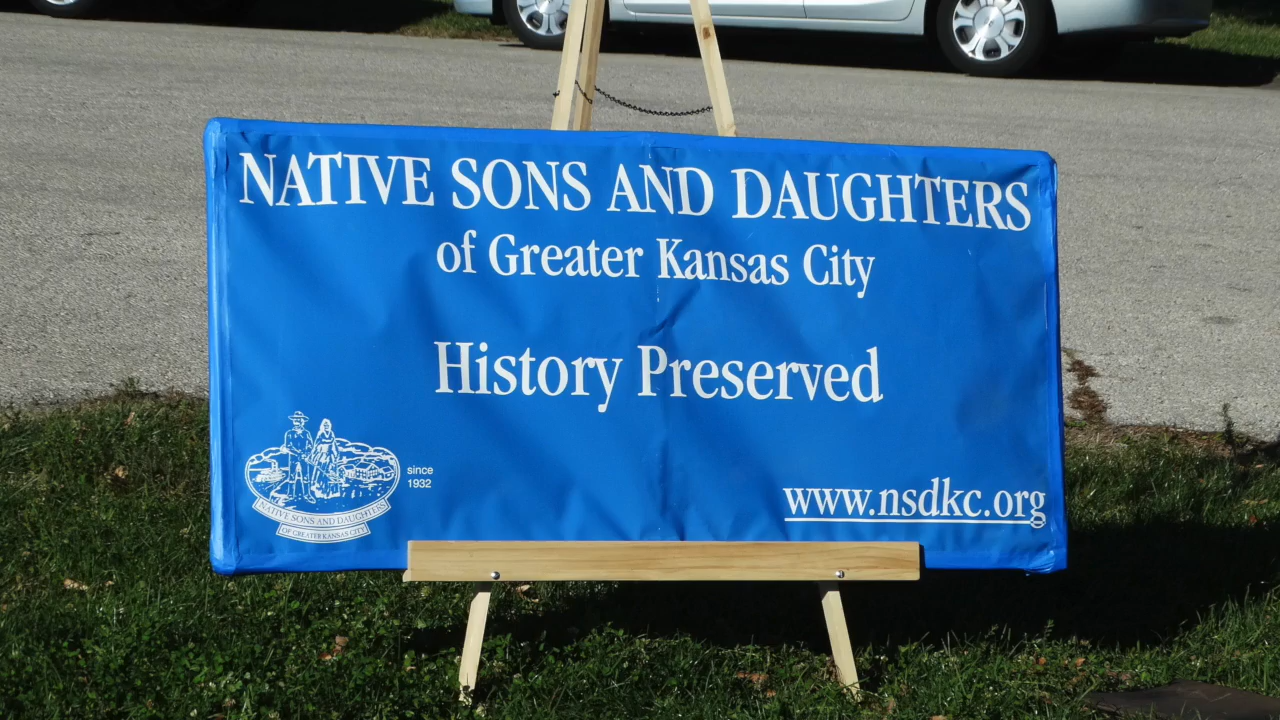 NATIVE SONS AND DAUGHTERS
of Greater Kansas City
History Preserved
since
1932
NATIVE SONS AND DAUGHTERS
OF GREATER KANSAS CITY
www.nsdkc.org